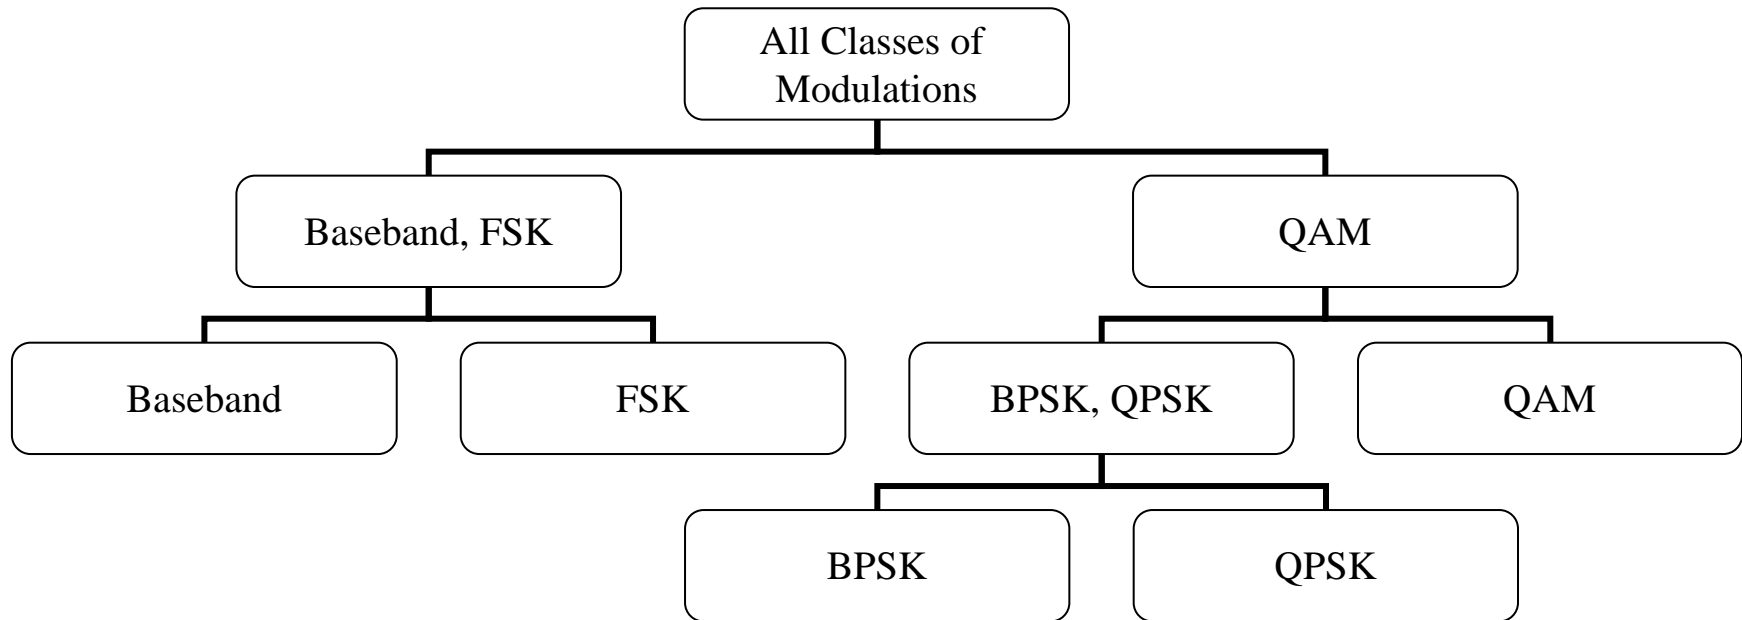 All Classes of
Modulations
Baseband, FSK
QAM
Baseband
FSK
BPSK, QPSK
QAM
BPSK
QPSK